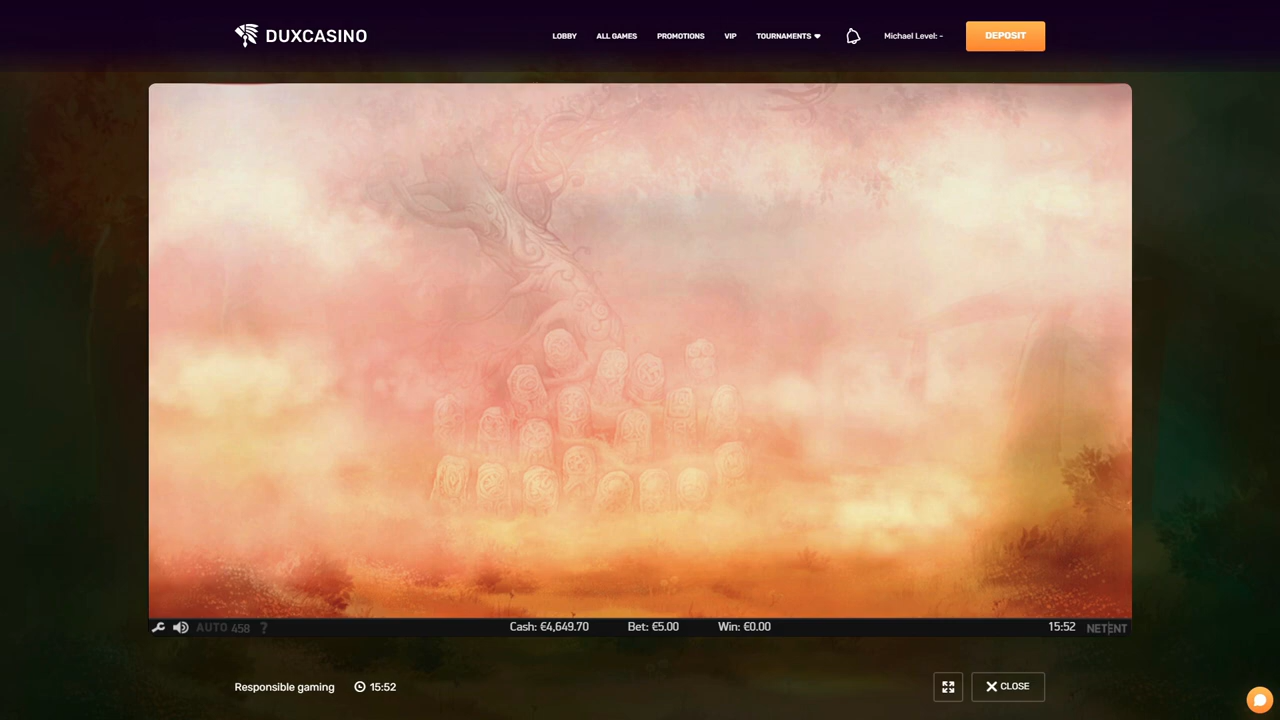 DUXCASINO
LOBBY ALL GAMES PROMOTIONS VIP TOURNAMENTS Michael Level: - DEPOSIT
AUTO 458 ? Cash: €4,649.70 Bet: €5.00 Win: €0.00 15:52 NETENT
Responsible gaming 15:52 CLOSE